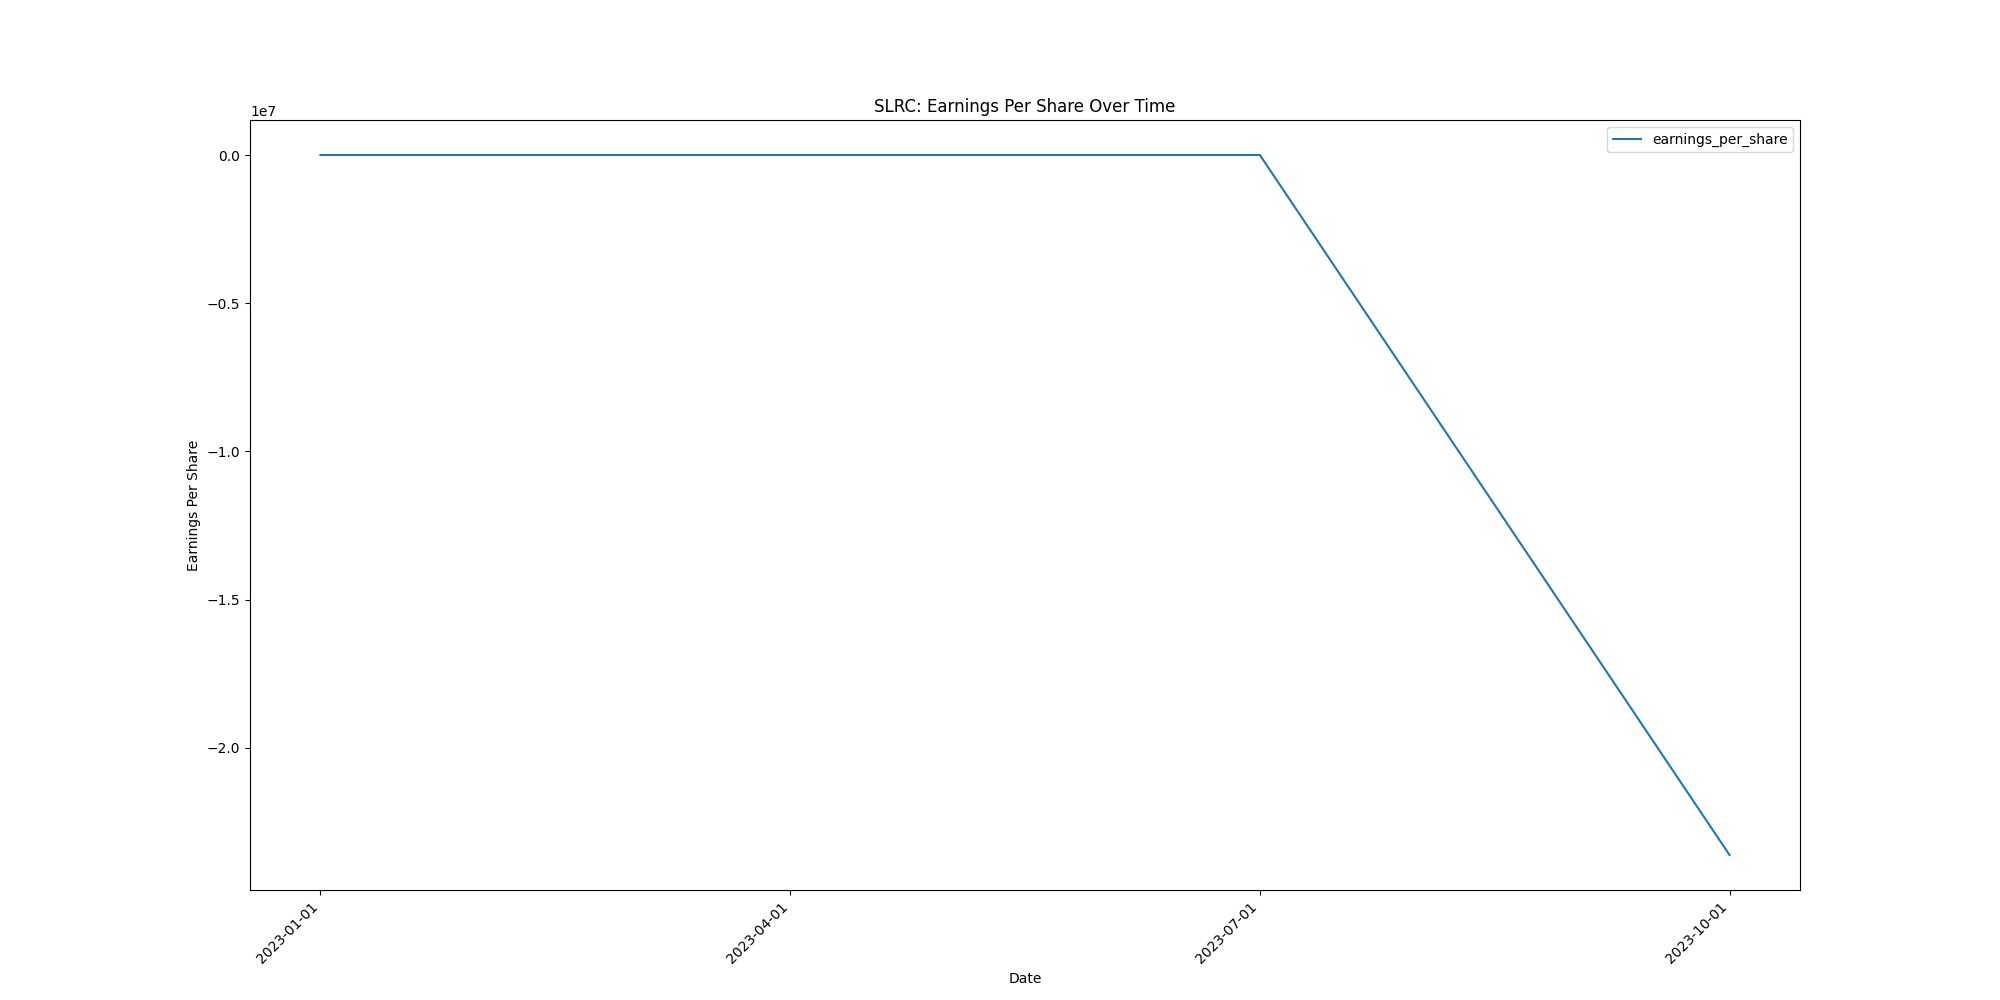 SLRC: Earnings Per Share Over Time
1e7
earnings_per_share
0.0
−0.5
−1.0
−1.5
−2.0
Earnings Per Share
2023-01-01
2023-04-01
2023-07-01
2023-10-01
Date